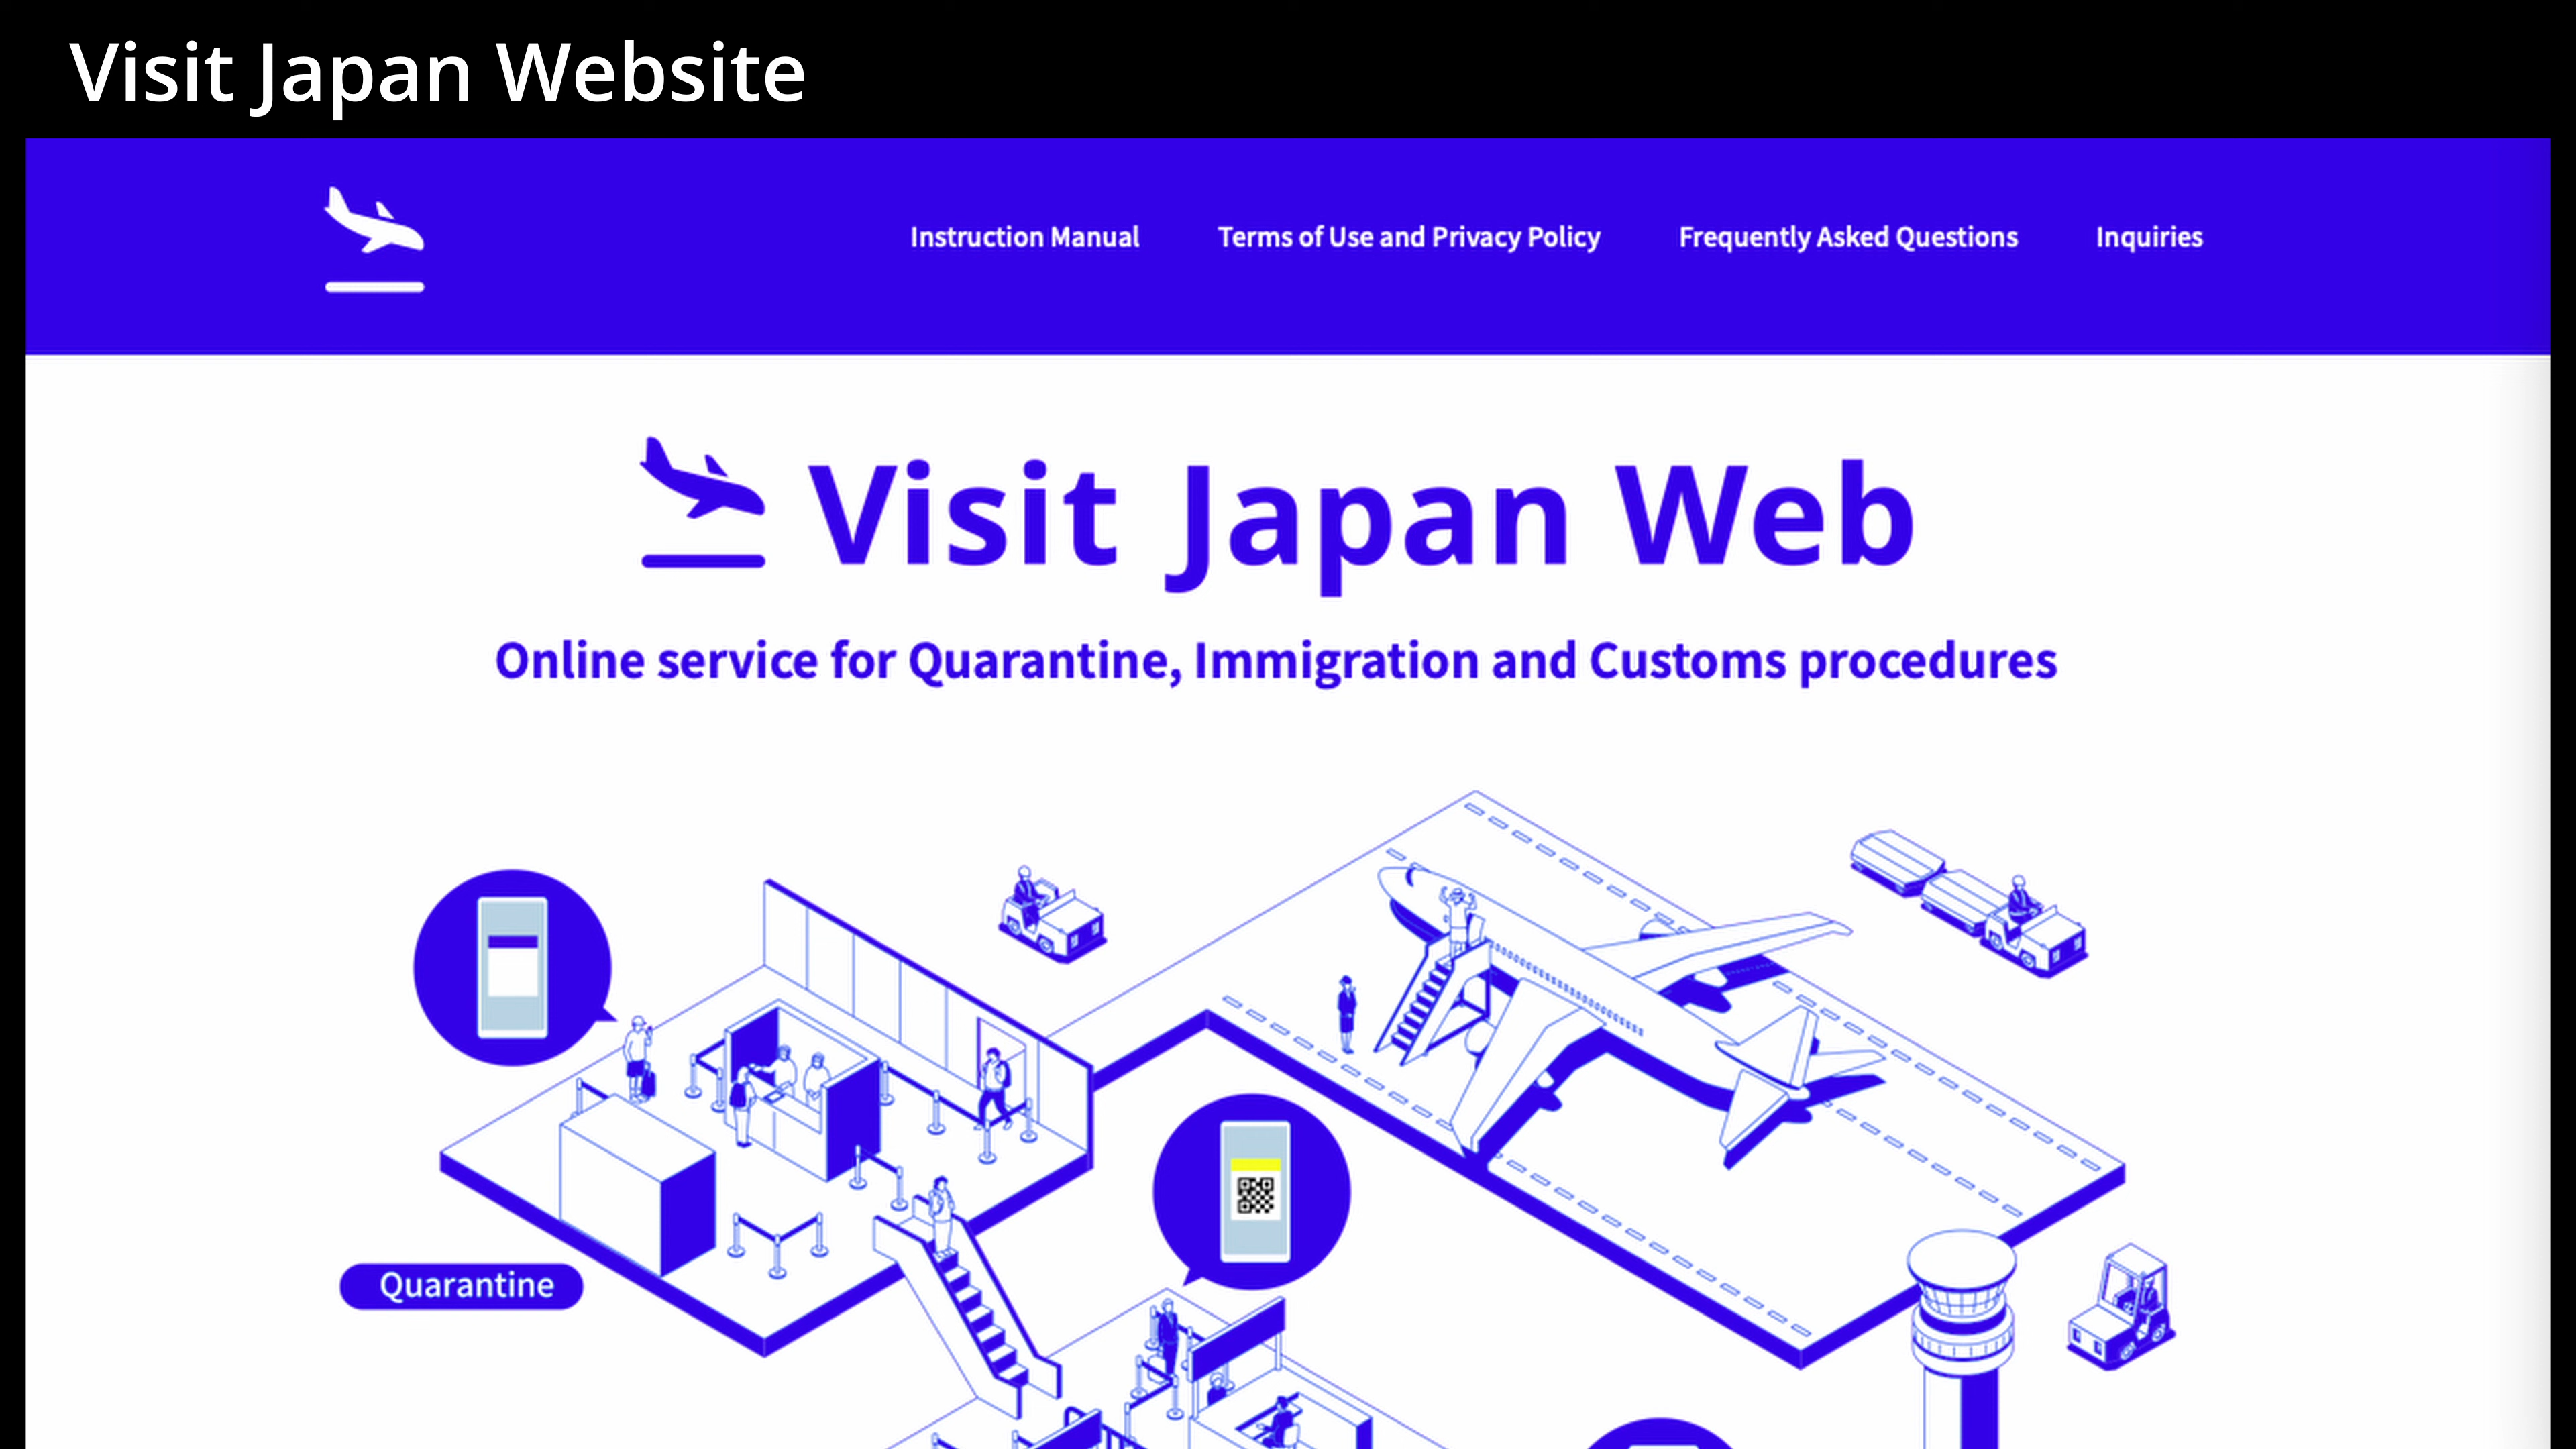 Visit Japan Website
Instruction Manual
Terms of Use and Privacy Policy
Frequently Asked Questions
Inquiries
Visit Japan Web
Online service for Quarantine, Immigration and Customs procedures
Quarantine